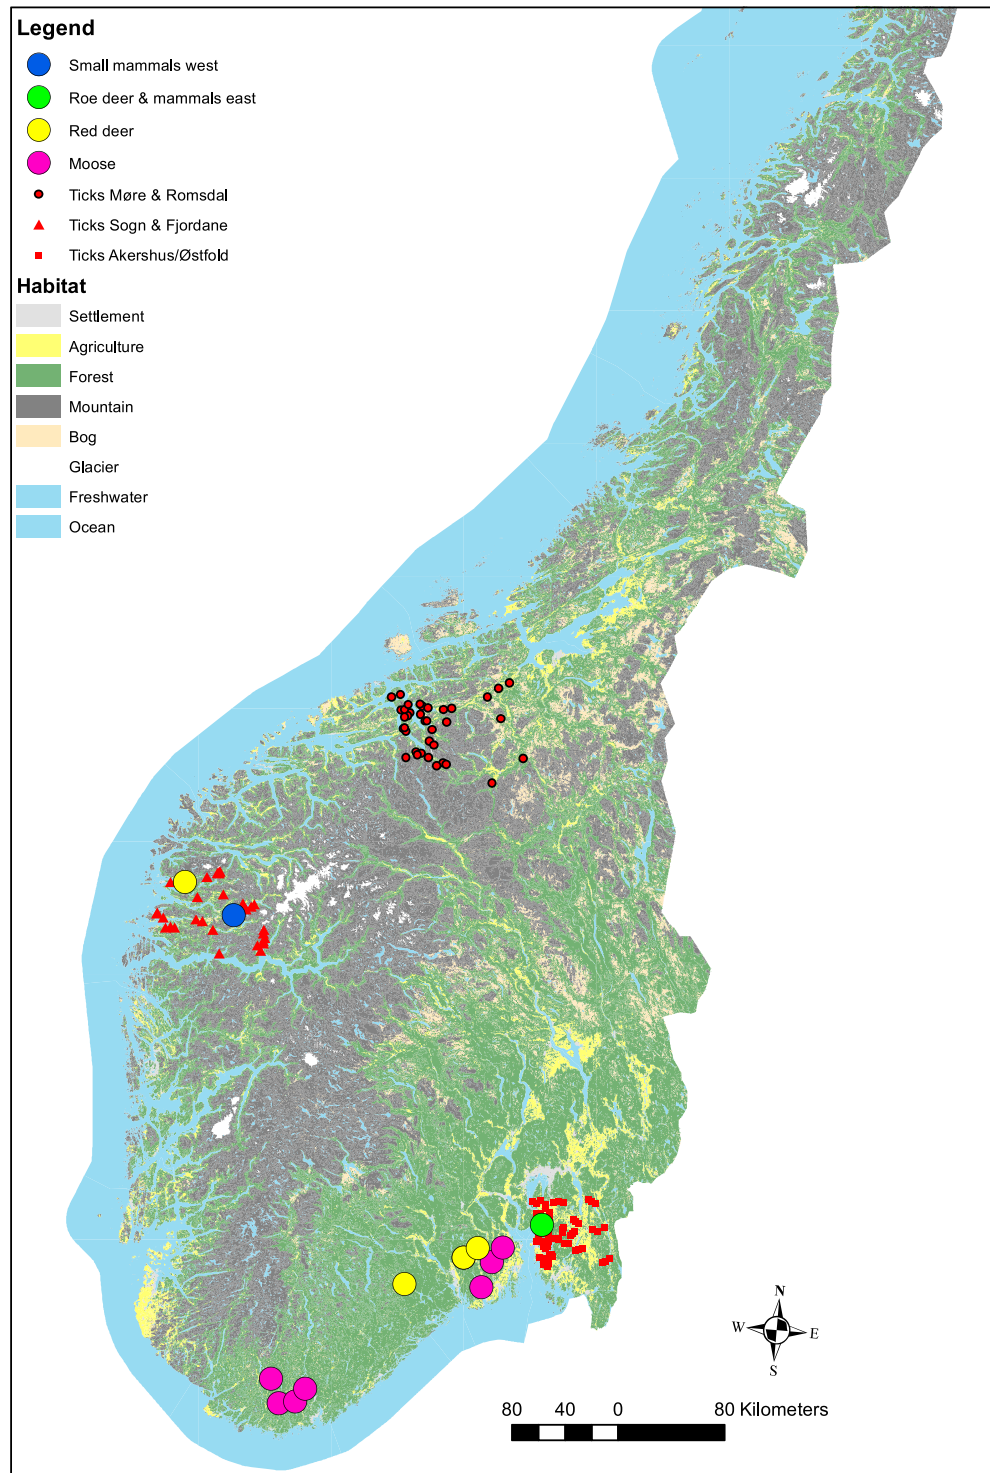 Legend
Small mammals west
Roe deer & mammals east
Red deer
Moose
Ticks Møre & Romsdal
Ticks Sogn & Fjordane
Ticks Akershus/Østfold
Habitat
Settlement
Agriculture
Forest
Mountain
Bog
Glacier
Freshwater
Ocean
N
W E
S
80 40 0 80 Kilometers